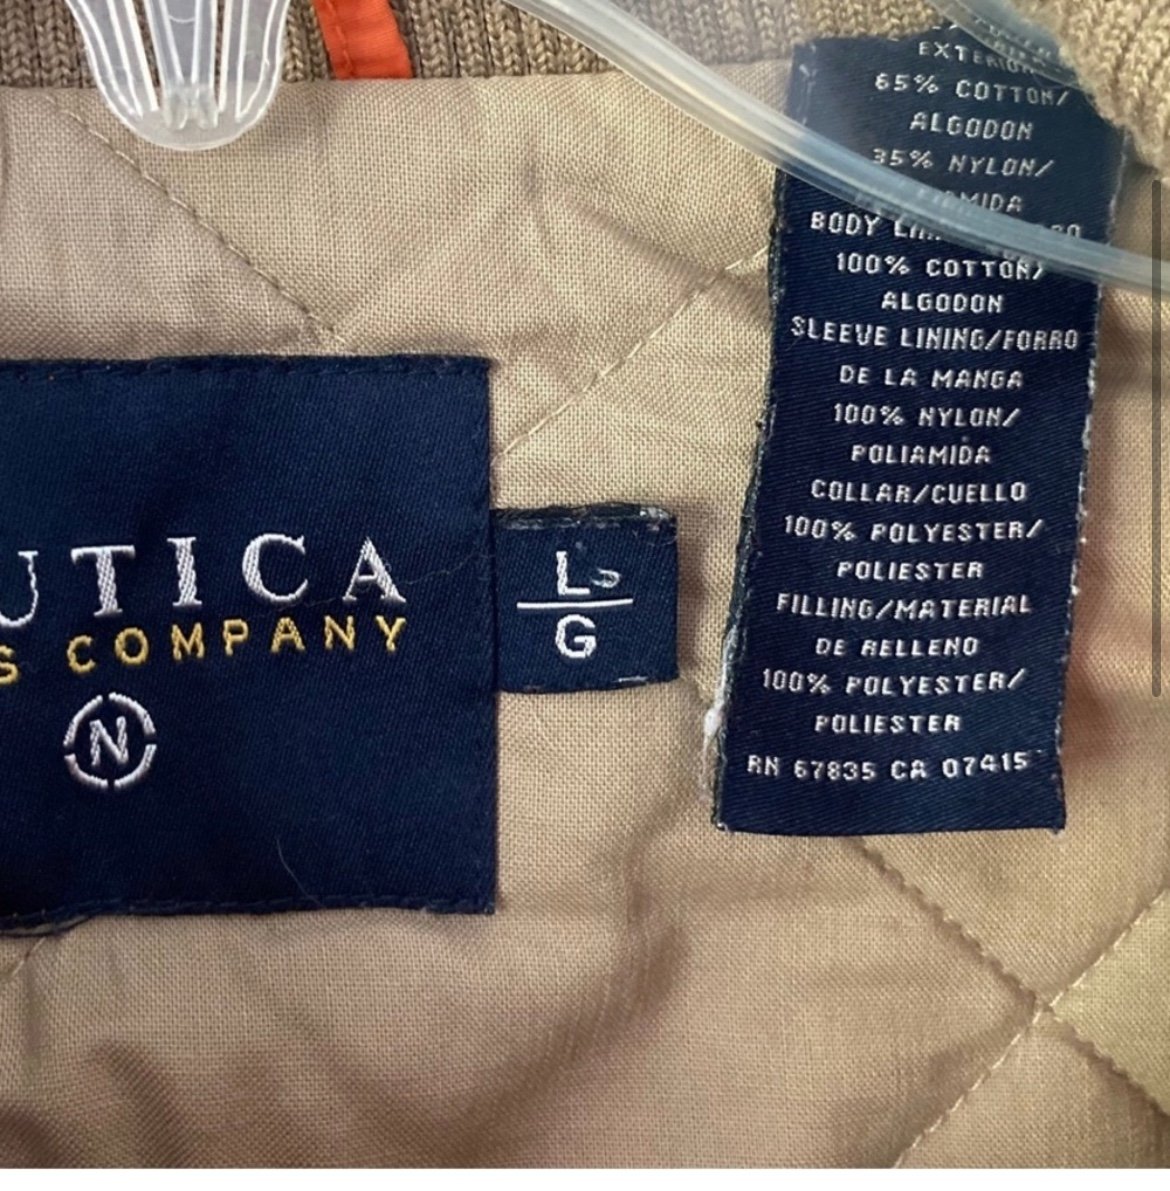 UTICA
S COMPANY
N
L
G
EXTERIOR
65% COTTON/
ALGODON
35% NYLON/
BODY
100% COTTON/
ALGODON
SLEEVE LINING/FORRO
DE LA MANGA
100% NYLON/
POLIAMIDA
COLLAR/CUELLO
100% POLYESTER/
POLIESTER
FILLING/MATERIAL
DE RELLENO
100% POLYESTER/
POLIESTER
RN 67835 CA 07415